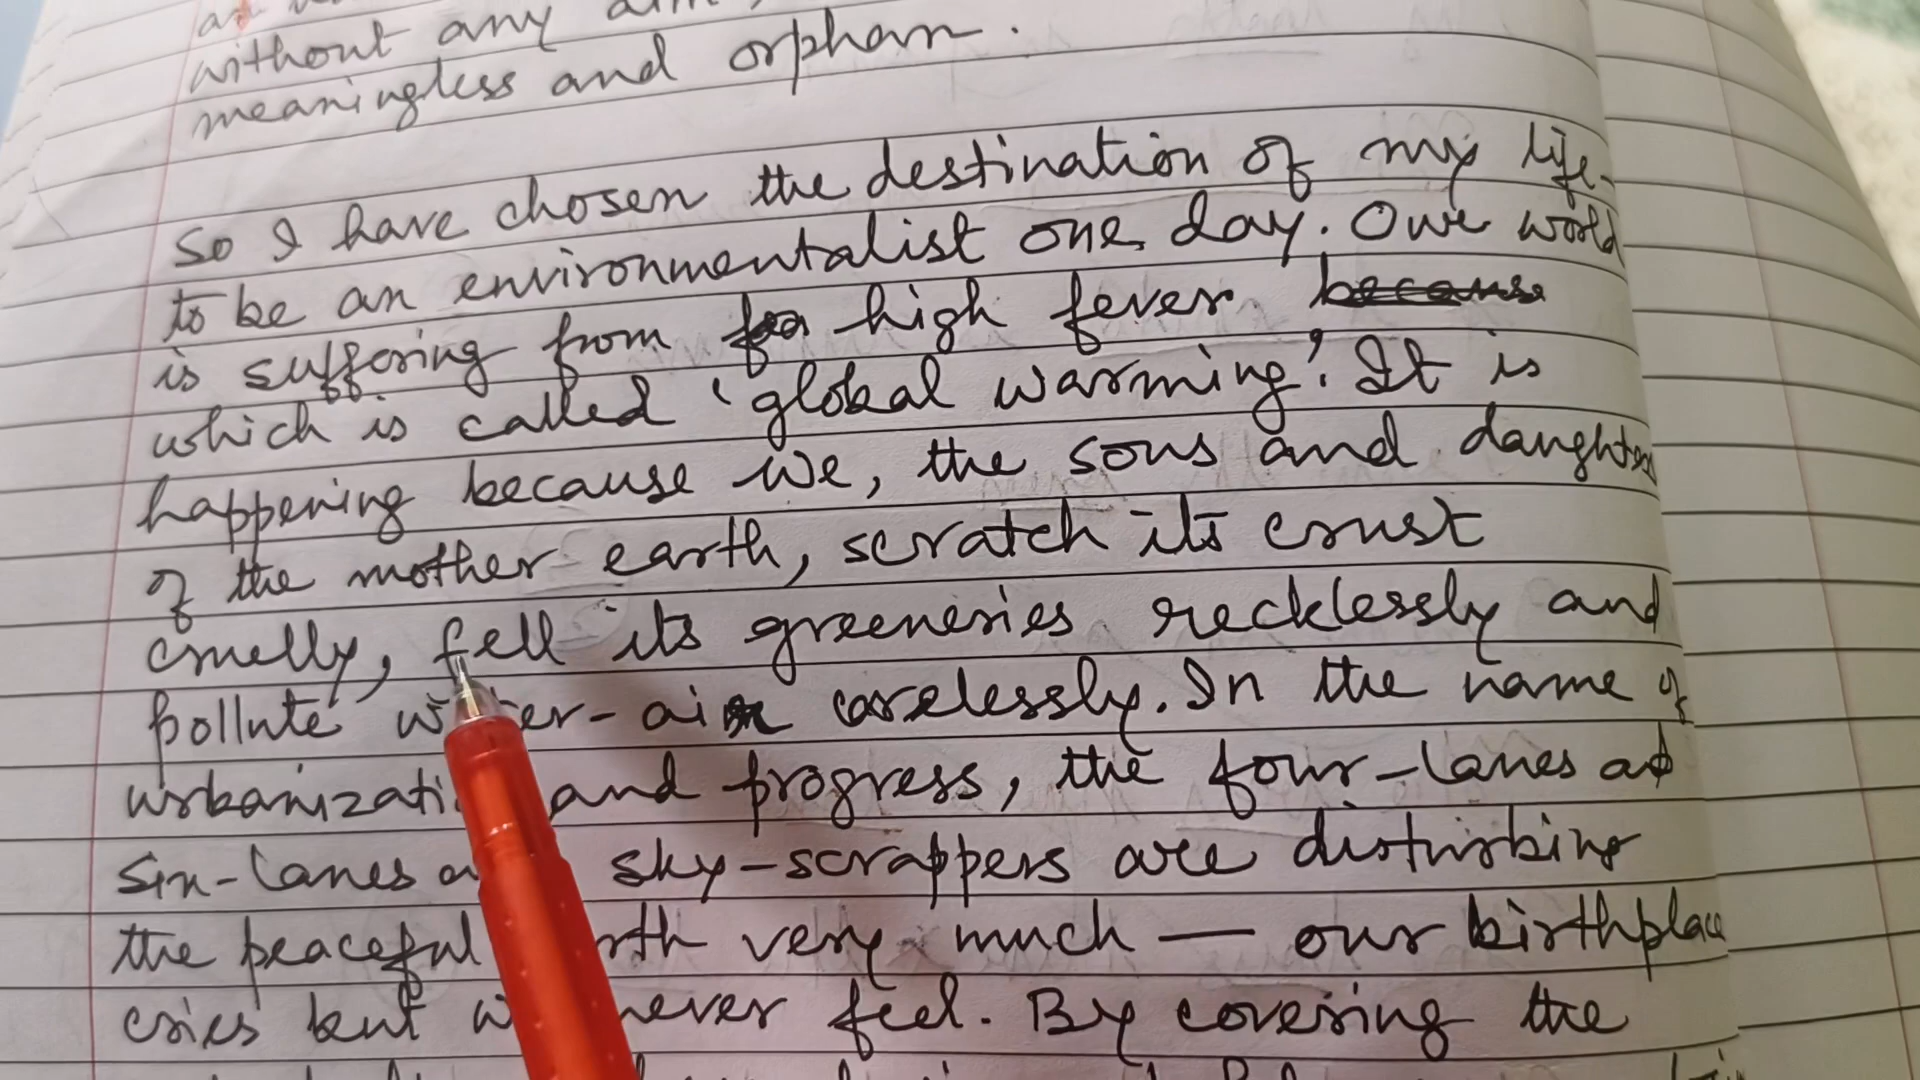 without any aim,
meaningless and orphan.
So I have chosen the destination of my life-
to be an environmentalist one day. Our world
is suffering from high fever because
which is called 'global warming'. It is
happening because we, the sons and daughters
of the mother earth, scratch its crust
cruelly, fell its greeneries recklessly and
pollute water-air carelessly. In the name of
urbanizati and progress, the four-lanes and
six-lanes sky-scrappers are disturbing
the peaceful rth very much — our birthplace
cries but never feel. By covering the